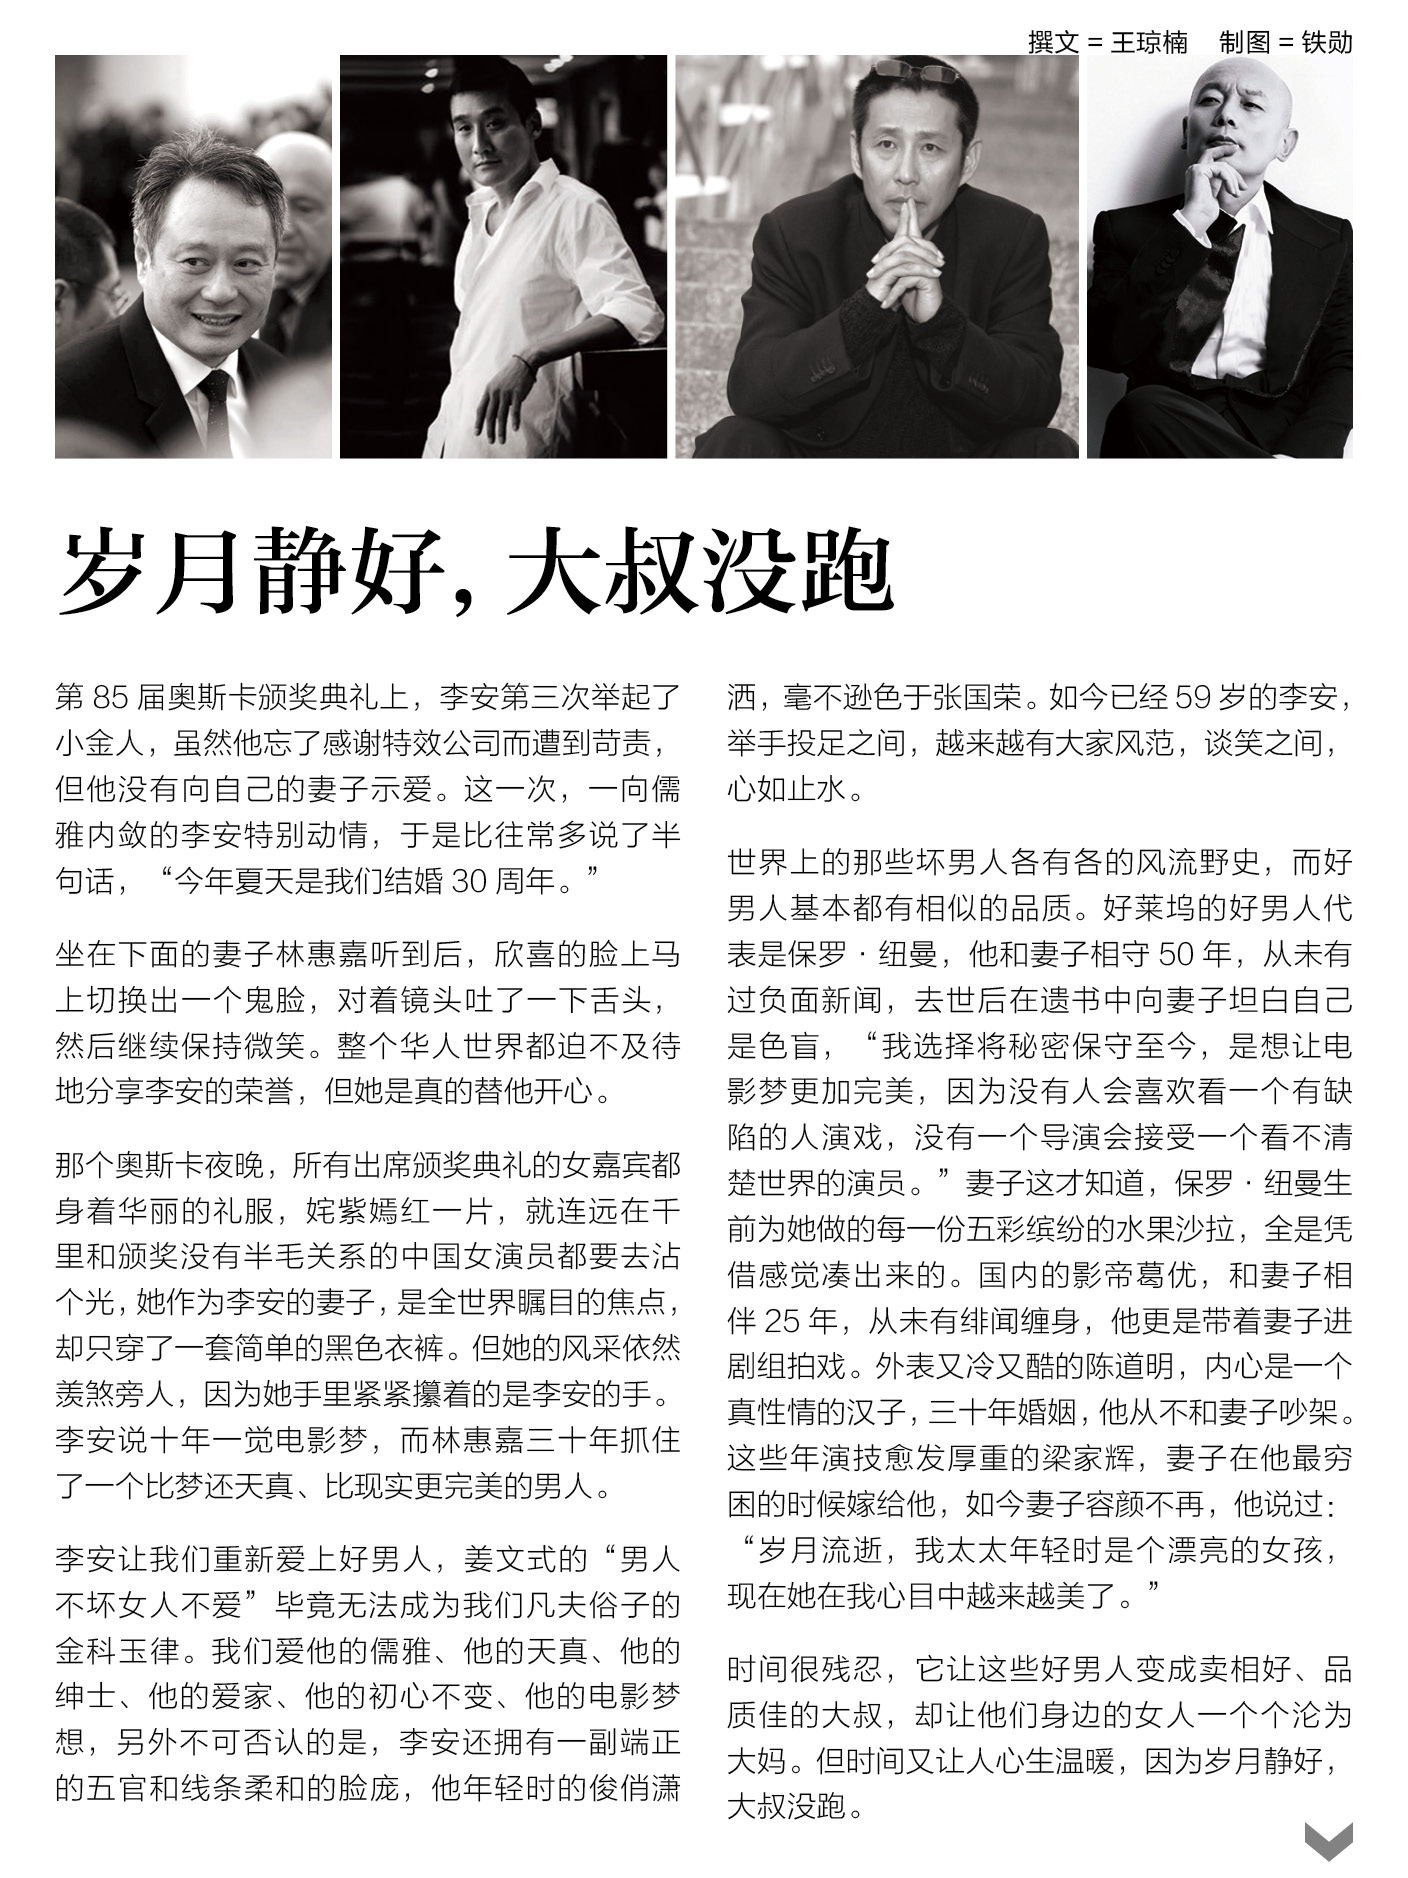 撰文 = 王琼楠　制图 = 铁勋
岁月静好，大叔没跑
第 85 届奥斯卡颁奖典礼上，李安第三次举起了
小金人，虽然他忘了感谢特效公司而遭到苛责，
但他没有向自己的妻子示爱。这一次，一向儒
雅内敛的李安特别动情，于是比往常多说了半
句话，“今年夏天是我们结婚 30 周年。”
坐在下面的妻子林惠嘉听到后，欣喜的脸上马
上切换出一个鬼脸，对着镜头吐了一下舌头，
然后继续保持微笑。整个华人世界都迫不及待
地分享李安的荣誉，但她是真的替他开心。
那个奥斯卡夜晚，所有出席颁奖典礼的女嘉宾都
身着华丽的礼服，姹紫嫣红一片，就连远在千
里和颁奖没有半毛关系的中国女演员都要去沾
个光，她作为李安的妻子，是全世界瞩目的焦点，
却只穿了一套简单的黑色衣裤。但她的风采依然
羡煞旁人，因为她手里紧紧攥着的是李安的手。
李安说十年一觉电影梦，而林惠嘉三十年抓住
了一个比梦还天真、比现实更完美的男人。
李安让我们重新爱上好男人，姜文式的“男人
不坏女人不爱”毕竟无法成为我们凡夫俗子的
金科玉律。我们爱他的儒雅、他的天真、他的
绅士、他的爱家、他的初心不变、他的电影梦
想，另外不可否认的是，李安还拥有一副端正
的五官和线条柔和的脸庞，他年轻时的俊俏潇
洒，毫不逊色于张国荣。如今已经 59 岁的李安，
举手投足之间，越来越有大家风范，谈笑之间，
心如止水。
世界上的那些坏男人各有各的风流野史，而好
男人基本都有相似的品质。好莱坞的好男人代
表是保罗 · 纽曼，他和妻子相守 50 年，从未有
过负面新闻，去世后在遗书中向妻子坦白自己
是色盲，“我选择将秘密保守至今，是想让电
影梦更加完美，因为没有人会喜欢看一个有缺
陷的人演戏，没有一个导演会接受一个看不清
楚世界的演员。”妻子这才知道，保罗 · 纽曼生
前为她做的每一份五彩缤纷的水果沙拉，全是凭
借感觉凑出来的。国内的影帝葛优，和妻子相
伴 25 年，从未有绯闻缠身，他更是带着妻子进
剧组拍戏。外表又冷又酷的陈道明，内心是一个
真性情的汉子，三十年婚姻，他从不和妻子吵架。
这些年演技愈发厚重的梁家辉，妻子在他最穷
困的时候嫁给他，如今妻子容颜不再，他说过：
“岁月流逝，我太太年轻时是个漂亮的女孩，
现在她在我心目中越来越美了。”
时间很残忍，它让这些好男人变成卖相好、品
质佳的大叔，却让他们身边的女人一个个沦为
大妈。但时间又让人心生温暖，因为岁月静好，
大叔没跑。